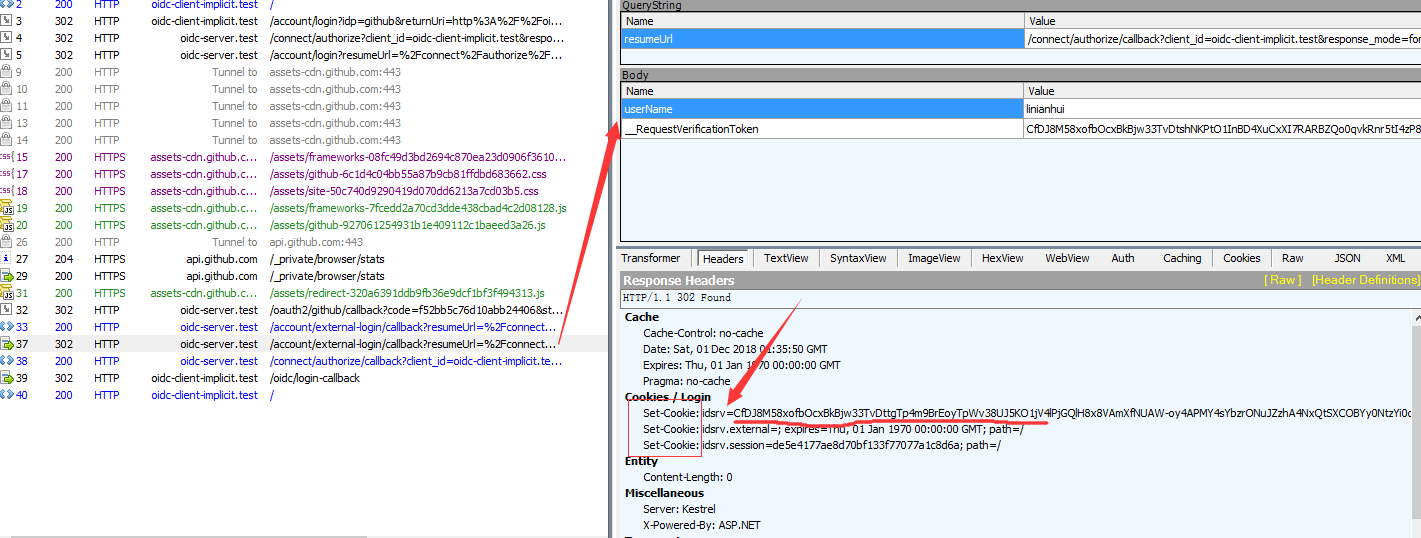 2 200 HTTP oidc-client-implicit.test /
3 302 HTTP oidc-client-implicit.test /account/login?idp=github&returnUri=http%3A%2F%2Foi...
4 302 HTTP oidc-server.test /connect/authorize?client_id=oidc-client-implicit.test&respo...
5 302 HTTP oidc-server.test /account/login?resumeUrl=%2Fconnect%2Fauthorize%2F...
9 200 HTTP Tunnel to assets-cdn.github.com:443
10 200 HTTP Tunnel to assets-cdn.github.com:443
11 200 HTTP Tunnel to assets-cdn.github.com:443
13 200 HTTP Tunnel to assets-cdn.github.com:443
14 200 HTTP Tunnel to assets-cdn.github.com:443
15 200 HTTPS assets-cdn.github.c... /assets/frameworks-08fc49d3bd2694c870ea23d0906f3610...
17 200 HTTPS assets-cdn.github.c... /assets/github-6c1d4c04bb55a87b9cb81ffdbd683662.css
18 200 HTTPS assets-cdn.github.c... /assets/site-50c740d9290419d070dd6213a7cd03b5.css
19 200 HTTPS assets-cdn.github.c... /assets/frameworks-7fcedd2a70cd3dde438cbad4c2d08128.js
20 200 HTTPS assets-cdn.github.c... /assets/github-927061254931b1e409112c1baeed3a26.js
26 200 HTTP Tunnel to api.github.com:443
27 204 HTTPS api.github.com /_private/browser/stats
29 200 HTTPS api.github.com /_private/browser/stats
31 200 HTTPS assets-cdn.github.c... /assets/redirect-320a6391ddb9fb36e9dcf1bf3f494313.js
32 302 HTTP oidc-server.test /oauth2/github/callback?code=f52bb5c76d10abb24406&st...
33 200 HTTP oidc-server.test /account/external-login/callback?resumeUrl=%2Fconnect...
37 302 HTTP oidc-server.test /account/external-login/callback?resumeUrl=%2Fconnect...
38 200 HTTP oidc-server.test /connect/authorize/callback?client_id=oidc-client-implicit.te...
39 302 HTTP oidc-client-implicit.test /oidc/login-callback
40 200 HTTP oidc-client-implicit.test /
QueryString
Name Value
resumeUrl /connect/authorize/callback?client_id=oidc-client-implicit.test&response_mode=for
Body
Name Value
userName linianhui
__RequestVerificationToken CfDJ8M58xofbOcxBkBjw33TvDtshNKPtO1InBD4XuCxXI7RARBZQo0qvkRnr5tI4zP8
Transformer Headers TextView SyntaxView ImageView HexView WebView Auth Caching Cookies Raw JSON XML
Response Headers [ Raw ] [Header Definitions]
HTTP/1.1 302 Found
Cache
Cache-Control: no-cache
Date: Sat, 01 Dec 2018 01:35:50 GMT
Expires: Thu, 01 Jan 1970 00:00:00 GMT
Pragma: no-cache
Cookies / Login
Set-Cookie: idsrv=CfDJ8M58xofbOcxBkBjw33TvDttgTp4m9BrEoyTpWv38UJ5KO1jV4lPjGQlH8x8VAmXfNUAW-oy4APMY4sYbzrONuJZzhA4NxQtSXCOBYy0NtzYi0d
Set-Cookie: idsrv.external=; expires=Thu, 01 Jan 1970 00:00:00 GMT; path=/
Set-Cookie: idsrv.session=de5e4177ae8d70bf133f77077a1c8d6a; path=/
Entity
Content-Length: 0
Miscellaneous
Server: Kestrel
X-Powered-By: ASP.NET